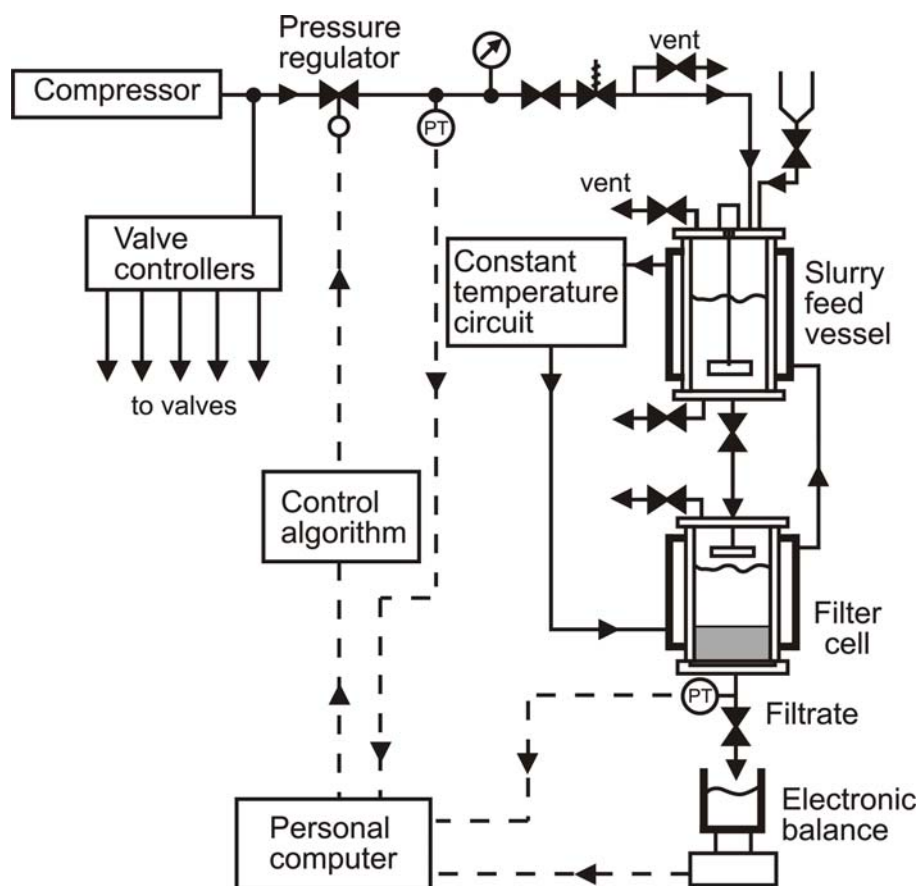 Pressure
regulator
vent
Compressor
PT
vent
Valve
controllers
Constant
temperature
circuit
Slurry
feed
vessel
to valves
Control
algorithm
Filter
cell
PT
Filtrate
Personal
computer
Electronic
balance